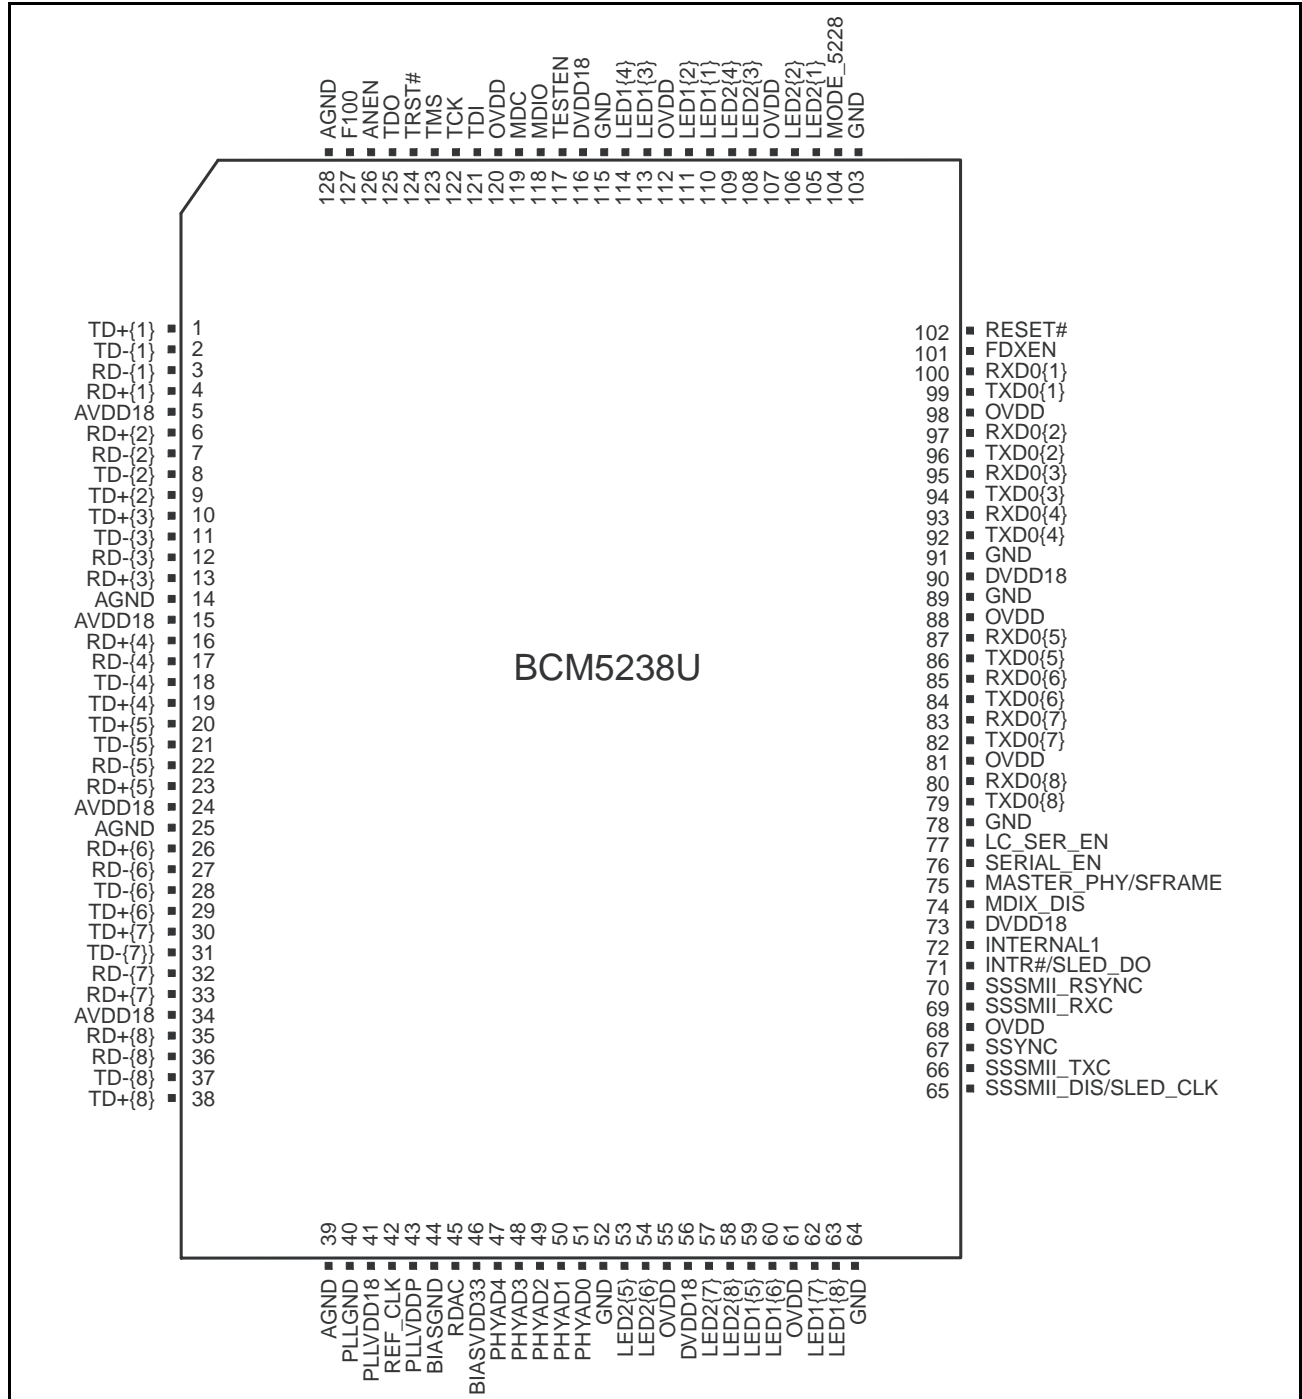 AGND
F100
ANEN
TDO
TRST#
TMS
TCK
TDI
OVDD
MDC
MDIO
TESTEN
DVDD18
GND
LED1{4}
LED1{3}
OVDD
LED1{2}
LED1{1}
LED2{4}
LED2{3}
OVDD
LED2{2}
LED2{1}
MODE_5228
GND
128
127
126
125
124
123
122
121
120
119
118
117
116
115
114
113
112
111
110
109
108
107
106
105
104
103
TD+{1} 1
TD-{1} 2
RD-{1} 3
RD+{1} 4
AVDD18 5
RD+{2} 6
RD-{2} 7
TD-{2} 8
TD+{2} 9
TD+{3} 10
TD-{3} 11
RD-{3} 12
RD+{3} 13
AGND 14
AVDD18 15
RD+{4} 16
RD-{4} 17
TD-{4} 18
TD+{4} 19
TD+{5} 20
TD-{5} 21
RD-{5} 22
RD+{5} 23
AVDD18 24
AGND 25
RD+{6} 26
RD-{6} 27
TD-{6} 28
TD+{6} 29
TD+{7} 30
TD-{7}} 31
RD-{7} 32
RD+{7} 33
AVDD18 34
RD+{8} 35
RD-{8} 36
TD-{8} 37
TD+{8} 38
BCM5238U
102 RESET#
101 FDXEN
100 RXD0{1}
99 TXD0{1}
98 OVDD
97 RXD0{2}
96 TXD0{2}
95 RXD0{3}
94 TXD0{3}
93 RXD0{4}
92 TXD0{4}
91 GND
90 DVDD18
89 GND
88 OVDD
87 RXD0{5}
86 TXD0{5}
85 RXD0{6}
84 TXD0{6}
83 RXD0{7}
82 TXD0{7}
81 OVDD
80 RXD0{8}
79 TXD0{8}
78 GND
77 LC_SER_EN
76 SERIAL_EN
75 MASTER_PHY/SFRAME
74 MDIX_DIS
73 DVDD18
72 INTERNAL1
71 INTR#/SLED_DO
70 SSSMII_RSYNC
69 SSSMII_RXC
68 OVDD
67 SSYNC
66 SSSMII_TXC
65 SSSMII_DIS/SLED_CLK
39
40
41
42
43
44
45
46
47
48
49
50
51
52
53
54
55
56
57
58
59
60
61
62
63
64
AGND
PLLGND
PLLVDD18
REF_CLK
PLLVDDP
BIASGND
RDAC
BIASVDD33
PHYAD4
PHYAD3
PHYAD2
PHYAD1
PHYAD0
GND
LED2{5}
LED2{6}
OVDD
DVDD18
LED2{7}
LED2{8}
LED1{5}
LED1{6}
OVDD
LED1{7}
LED1{8}
GND